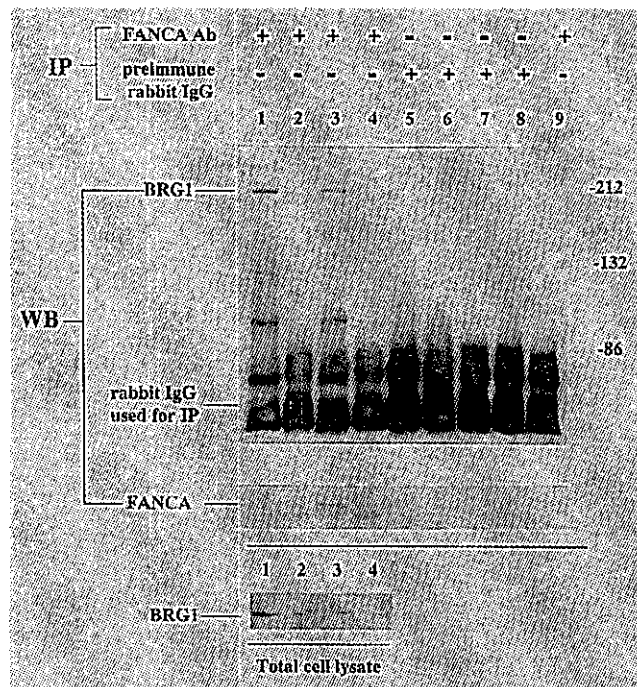 FANCA Ab + + + + - - - - +
IP
preimmune rabbit IgG - - - - + + + + -
1 2 3 4 5 6 7 8 9
BRG1 -212
-132
WB
-86
rabbit IgG
used for IP
FANCA
1 2 3 4
BRG1
Total cell lysate